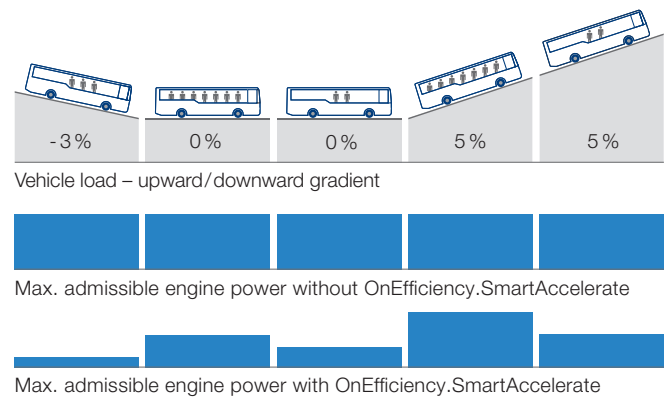 -3 % 0 % 0 % 5 % 5 %
Vehicle load – upward/downward gradient
Max. admissible engine power without OnEfficiency.SmartAccelerate
Max. admissible engine power with OnEfficiency.SmartAccelerate